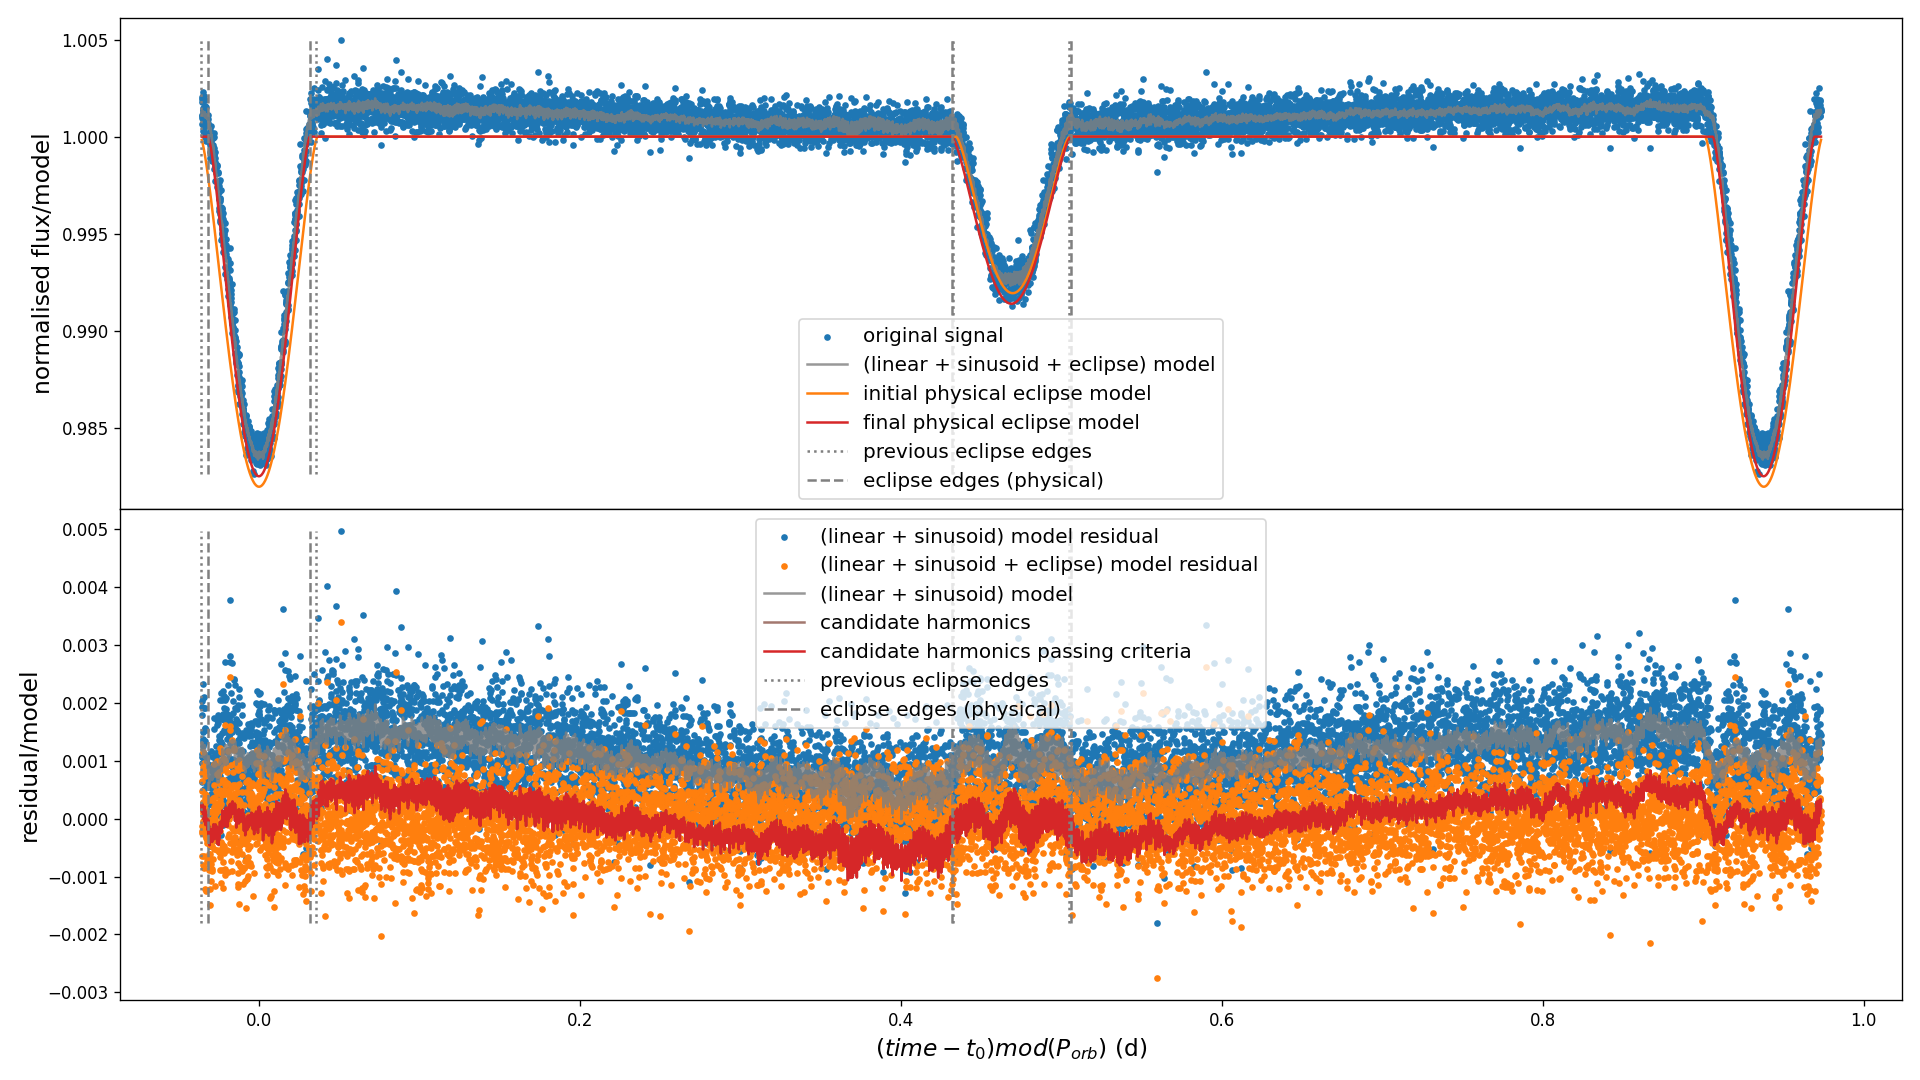 1.005
1.000
0.995
0.990
0.985
normalised flux/model
original signal
(linear + sinusoid + eclipse) model
initial physical eclipse model
final physical eclipse model
previous eclipse edges
eclipse edges (physical)
0.005
0.004
0.003
0.002
0.001
0.000
−0.001
−0.002
−0.003
residual/model
(linear + sinusoid) model residual
(linear + sinusoid + eclipse) model residual
(linear + sinusoid) model
candidate harmonics
candidate harmonics passing criteria
previous eclipse edges
eclipse edges (physical)
0.0 0.2 0.4 0.6 0.8 1.0
(time − t₀)mod(P_orb) (d)